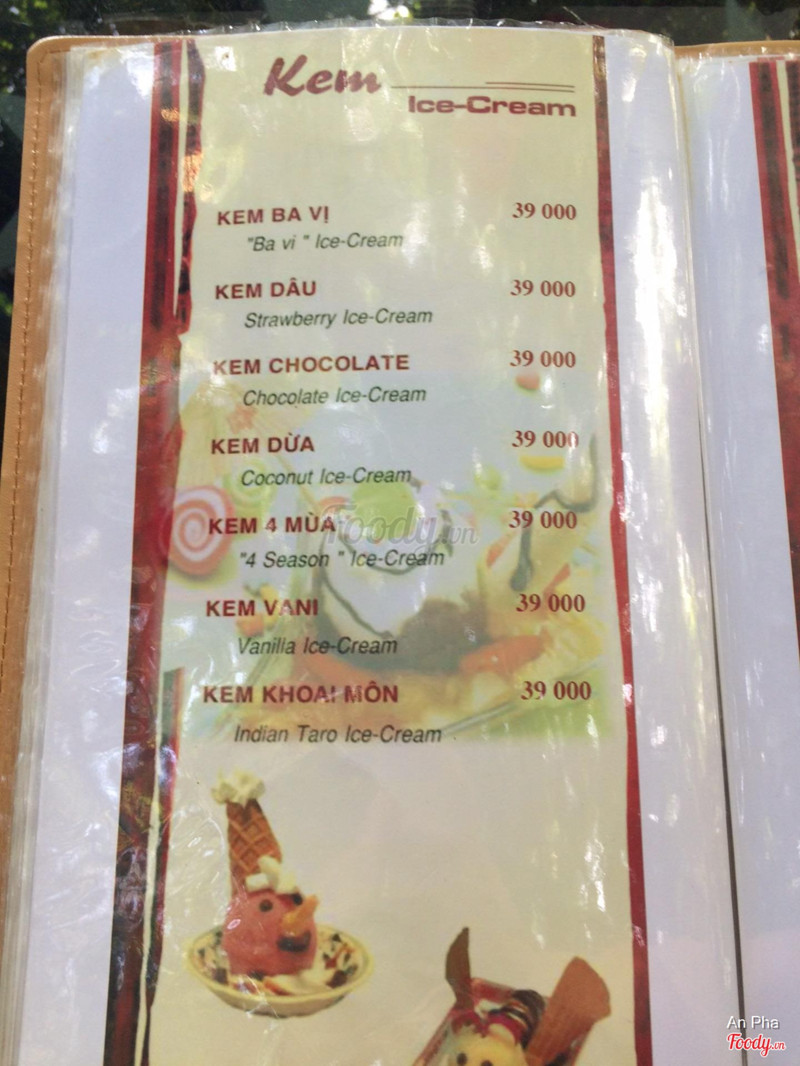 Kem
Ice-Cream
KEM BA VỊ 39 000
"Ba vi " Ice-Cream
KEM DÂU 39 000
Strawberry Ice-Cream
KEM CHOCOLATE 39 000
Chocolate Ice-Cream
KEM DỪA 39 000
Coconut Ice-Cream
KEM 4 MÙA 39 000
"4 Season " Ice-Cream
KEM VANI 39 000
Vanilla Ice-Cream
KEM KHOAI MÔN 39 000
Indian Taro Ice-Cream
Foody.vn
An Pha
Foody.vn